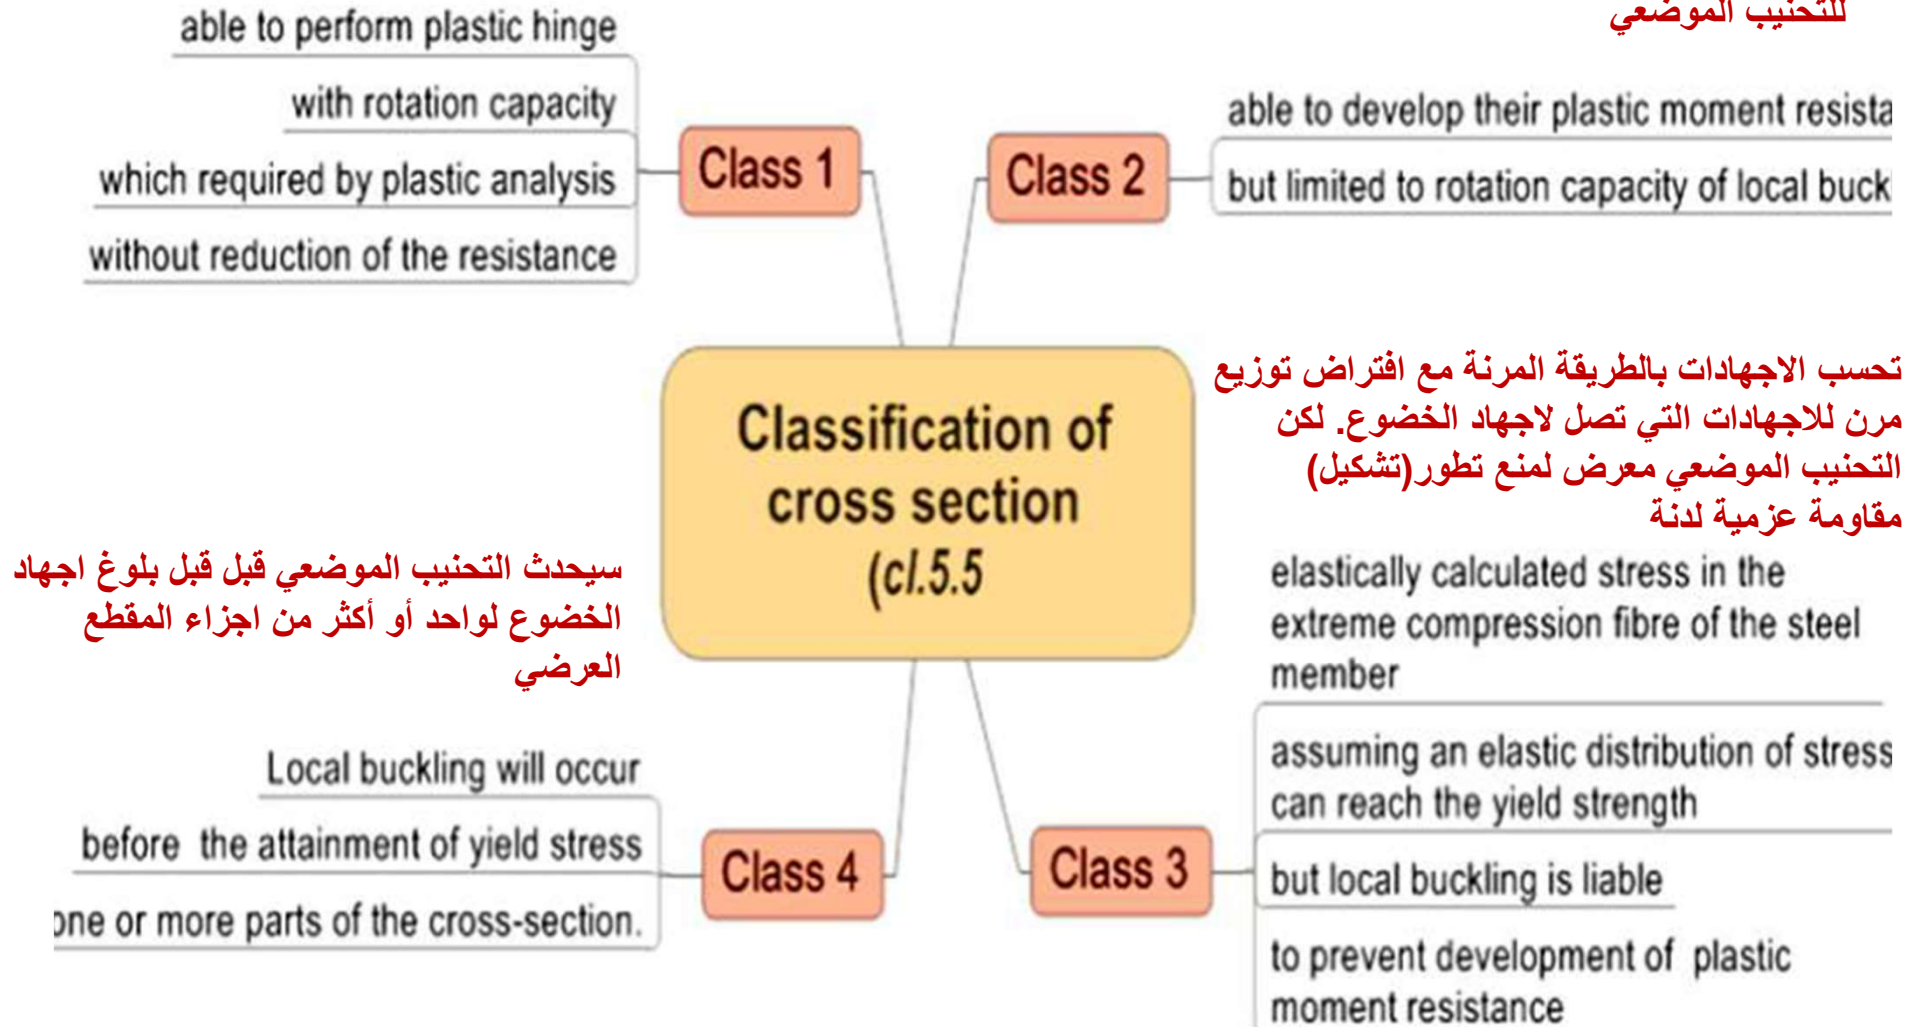 للتحنيب الموضعي
able to perform plastic hinge
with rotation capacity
which required by plastic analysis
without reduction of the resistance
Class 1
Class 2
able to develop their plastic moment resista
but limited to rotation capacity of local buck
Classification of
cross section
(cl.5.5
تحسب الاجهادات بالطريقة المرنة مع افتراض توزيع
مرن للاجهادات التي تصل لاجهاد الخضوع. لكن
التحنيب الموضعي معرض لمنع تطور(تشكيل)
مقاومة عزمية لدنة
سيحدث التحنيب الموضعي قبل قبل بلوغ اجهاد
الخضوع لواحد أو أكثر من اجزاء المقطع
العرضي
Local buckling will occur
before the attainment of yield stress
one or more parts of the cross-section.
Class 4
Class 3
elastically calculated stress in the
extreme compression fibre of the steel
member
assuming an elastic distribution of stress
can reach the yield strength
but local buckling is liable
to prevent development of plastic
moment resistance